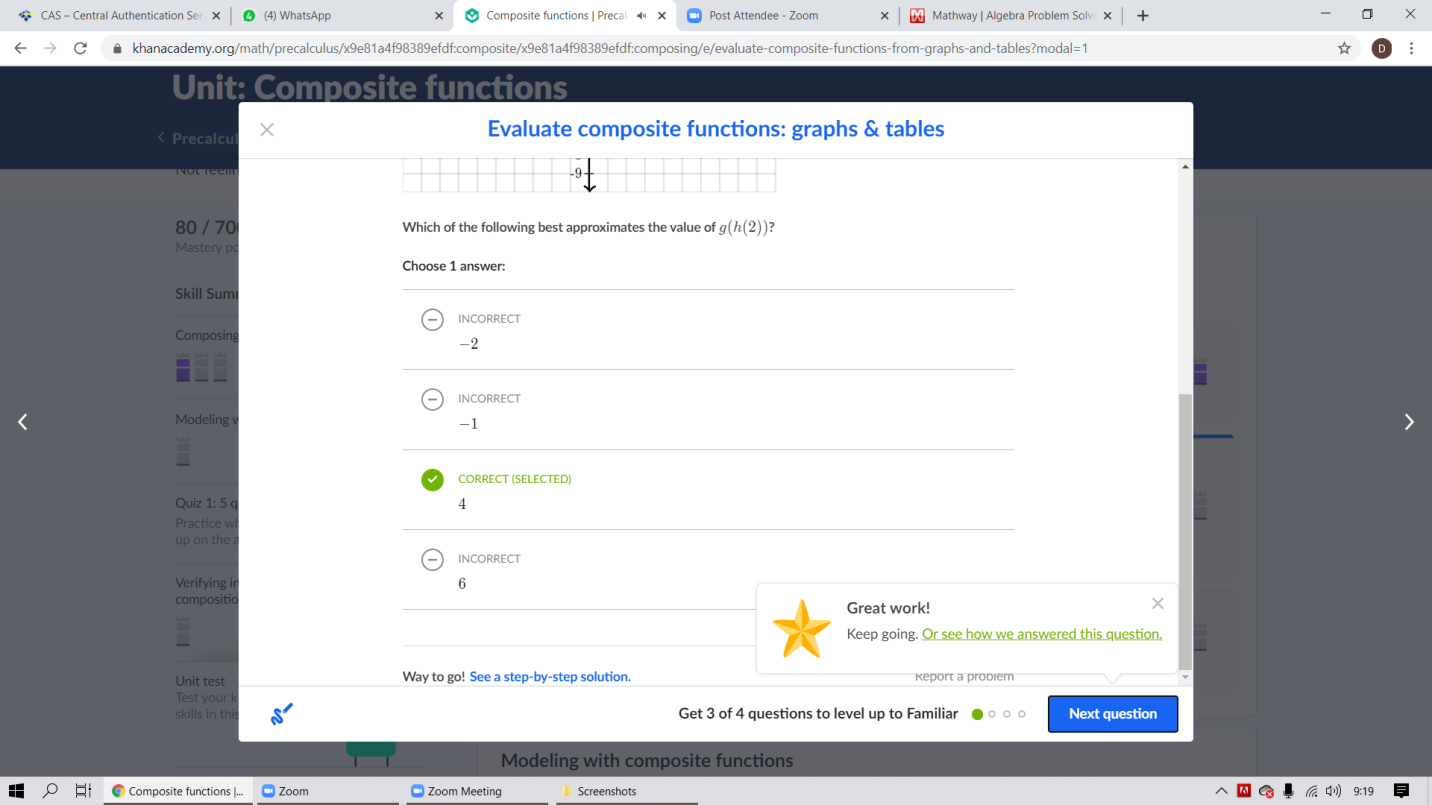 CAS – Central Authentication Ser
(4) WhatsApp
Composite functions | Precal
Post Attendee - Zoom
Mathway | Algebra Problem Solv
khanacademy.org/math/precalculus/x9e81a4f98389efdf:composite/x9e81a4f98389efdf:composing/e/evaluate-composite-functions-from-graphs-and-tables?modal=1
D
Unit: Composite functions
Precalcul
Evaluate composite functions: graphs & tables
-9
80 / 700
Mastery po
Skill Summ
Composing
Modeling w
Quiz 1: 5 q
Practice wh
up on the a
Verifying in
compositio
Unit test
Test your k
skills in this
Which of the following best approximates the value of g(h(2))?
Choose 1 answer:
INCORRECT
−2
INCORRECT
−1
CORRECT (SELECTED)
4
INCORRECT
6
Great work!
Keep going. Or see how we answered this question.
Way to go! See a step-by-step solution.
Report a problem
Get 3 of 4 questions to level up to Familiar
Next question
Modeling with composite functions
Composite functions |...
Zoom
Zoom Meeting
Screenshots
9:19